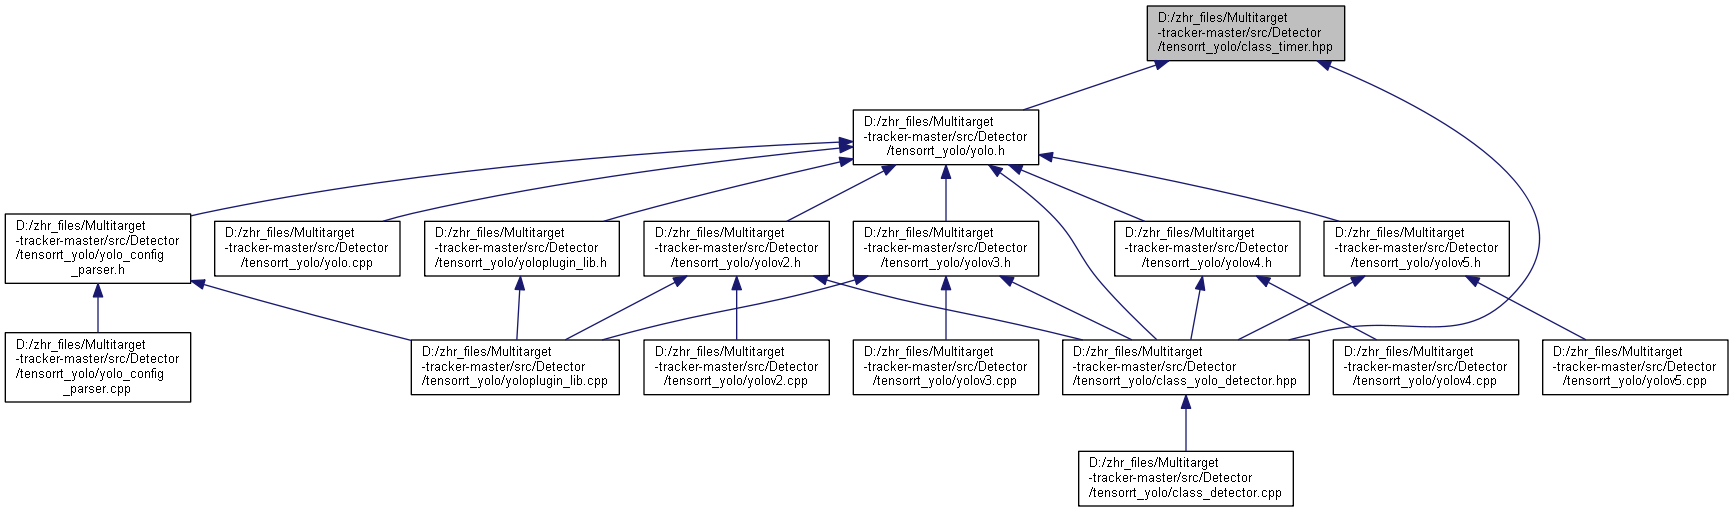 D:/zhr_files/Multitarget
-tracker-master/src/Detector
/tensorrt_yolo/class_timer.hpp
D:/zhr_files/Multitarget
-tracker-master/src/Detector
/tensorrt_yolo/yolo.h
D:/zhr_files/Multitarget
-tracker-master/src/Detector
/tensorrt_yolo/yolo_config
_parser.h
D:/zhr_files/Multitarget
-tracker-master/src/Detector
/tensorrt_yolo/yolo.cpp
D:/zhr_files/Multitarget
-tracker-master/src/Detector
/tensorrt_yolo/yoloplugin_lib.h
D:/zhr_files/Multitarget
-tracker-master/src/Detector
/tensorrt_yolo/yolov2.h
D:/zhr_files/Multitarget
-tracker-master/src/Detector
/tensorrt_yolo/yolov3.h
D:/zhr_files/Multitarget
-tracker-master/src/Detector
/tensorrt_yolo/yolov4.h
D:/zhr_files/Multitarget
-tracker-master/src/Detector
/tensorrt_yolo/yolov5.h
D:/zhr_files/Multitarget
-tracker-master/src/Detector
/tensorrt_yolo/yolo_config
_parser.cpp
D:/zhr_files/Multitarget
-tracker-master/src/Detector
/tensorrt_yolo/yoloplugin_lib.cpp
D:/zhr_files/Multitarget
-tracker-master/src/Detector
/tensorrt_yolo/yolov2.cpp
D:/zhr_files/Multitarget
-tracker-master/src/Detector
/tensorrt_yolo/yolov3.cpp
D:/zhr_files/Multitarget
-tracker-master/src/Detector
/tensorrt_yolo/class_yolo_detector.hpp
D:/zhr_files/Multitarget
-tracker-master/src/Detector
/tensorrt_yolo/yolov4.cpp
D:/zhr_files/Multitarget
-tracker-master/src/Detector
/tensorrt_yolo/yolov5.cpp
D:/zhr_files/Multitarget
-tracker-master/src/Detector
/tensorrt_yolo/class_detector.cpp